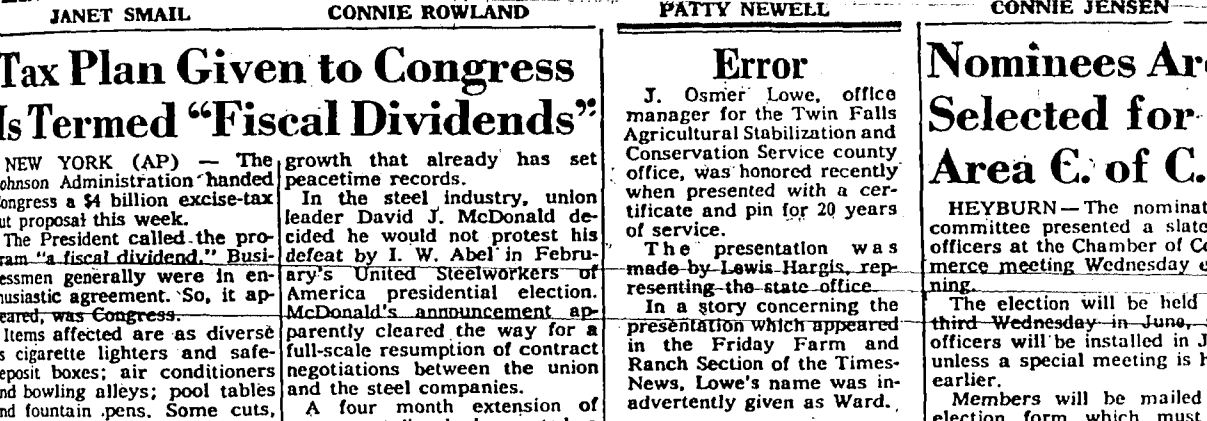 JANET SMAIL
CONNIE ROWLAND
PATTY NEWELL
CONNIE JENSEN
Tax Plan Given to Congress
Is Termed “Fiscal Dividends”
NEW YORK (AP) — The
ohnson Administration handed
ongress a $4 billion excise-tax
ut proposal this week.
The President called the pro-
ram “a fiscal dividend.” Busi-
essmen generally were in en-
usiastic agreement. So, it ap-
eared, was Congress.
Items affected are as diverse
s cigarette lighters and safe-
eposit boxes; air conditioners
nd bowling alleys; pool tables
nd fountain pens. Some cuts,
growth that already has set
peacetime records.
In the steel industry, union
leader David J. McDonald de-
cided he would not protest his
defeat by I. W. Abel in Febru-
ary's United Steelworkers of
America presidential election.
McDonald's announcement ap-
parently cleared the way for a
full-scale resumption of contract
negotiations between the union
and the steel companies.
A four month extension of
Error
J. Osmer Lowe, office
manager for the Twin Falls
Agricultural Stabilization and
Conservation Service county
office, was honored recently
when presented with a cer-
tificate and pin for 20 years
of service.
The presentation was
made by Lewis Hargis, rep-
resenting the state office.
In a story concerning the
presentation which appeared
in the Friday Farm and
Ranch Section of the Times-
News, Lowe's name was in-
advertently given as Ward.
Nominees Are
Selected for
Area C. of C.
HEYBURN — The nominat
committee presented a slate
officers at the Chamber of Co
merce meeting Wednesday e
ning.
The election will be held
third Wednesday in June,
officers will be installed in J
unless a special meeting is h
earlier.
Members will be mailed
election form which must